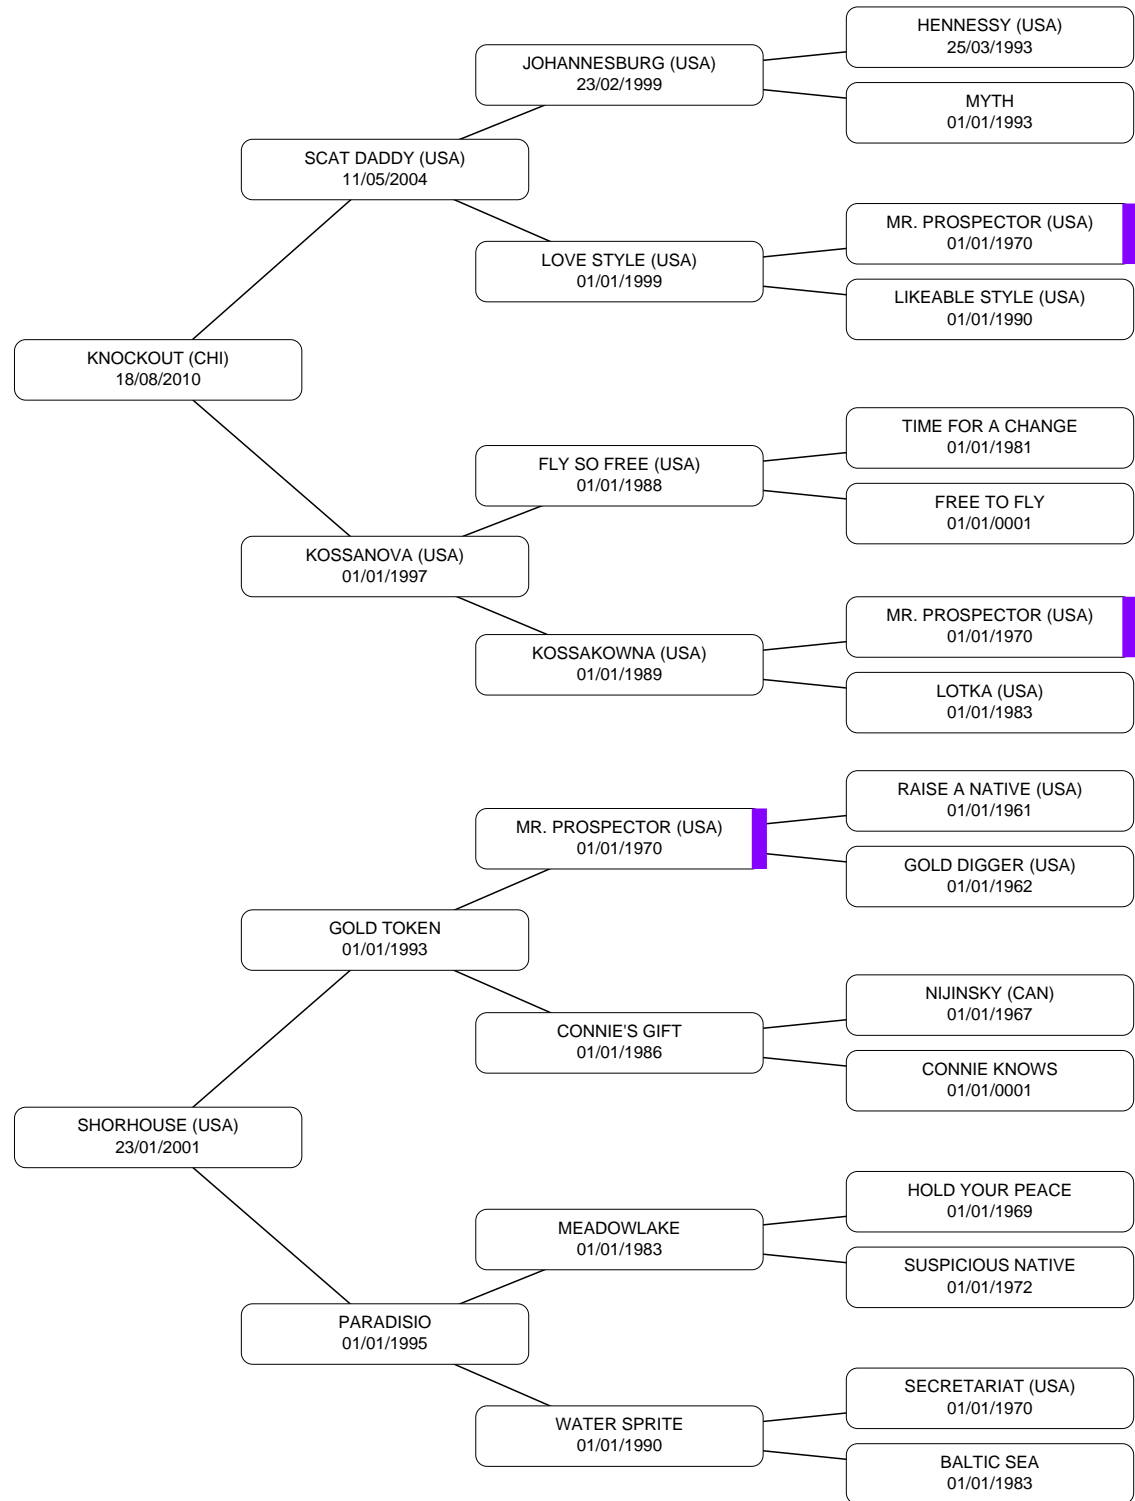 HENNESSY (USA)
25/03/1993
JOHANNESBURG (USA)
23/02/1999
MYTH
01/01/1993
SCAT DADDY (USA)
11/05/2004
MR. PROSPECTOR (USA)
01/01/1970
LOVE STYLE (USA)
01/01/1999
LIKEABLE STYLE (USA)
01/01/1990
KNOCKOUT (CHI)
18/08/2010
TIME FOR A CHANGE
01/01/1981
FLY SO FREE (USA)
01/01/1988
FREE TO FLY
01/01/0001
KOSSANOVA (USA)
01/01/1997
MR. PROSPECTOR (USA)
01/01/1970
KOSSAKOWNA (USA)
01/01/1989
LOTKA (USA)
01/01/1983
RAISE A NATIVE (USA)
01/01/1961
MR. PROSPECTOR (USA)
01/01/1970
GOLD DIGGER (USA)
01/01/1962
GOLD TOKEN
01/01/1993
NIJINSKY (CAN)
01/01/1967
CONNIE'S GIFT
01/01/1986
CONNIE KNOWS
01/01/0001
SHORHOUSE (USA)
23/01/2001
HOLD YOUR PEACE
01/01/1969
MEADOWLAKE
01/01/1983
SUSPICIOUS NATIVE
01/01/1972
PARADISIO
01/01/1995
SECRETARIAT (USA)
01/01/1970
WATER SPRITE
01/01/1990
BALTIC SEA
01/01/1983